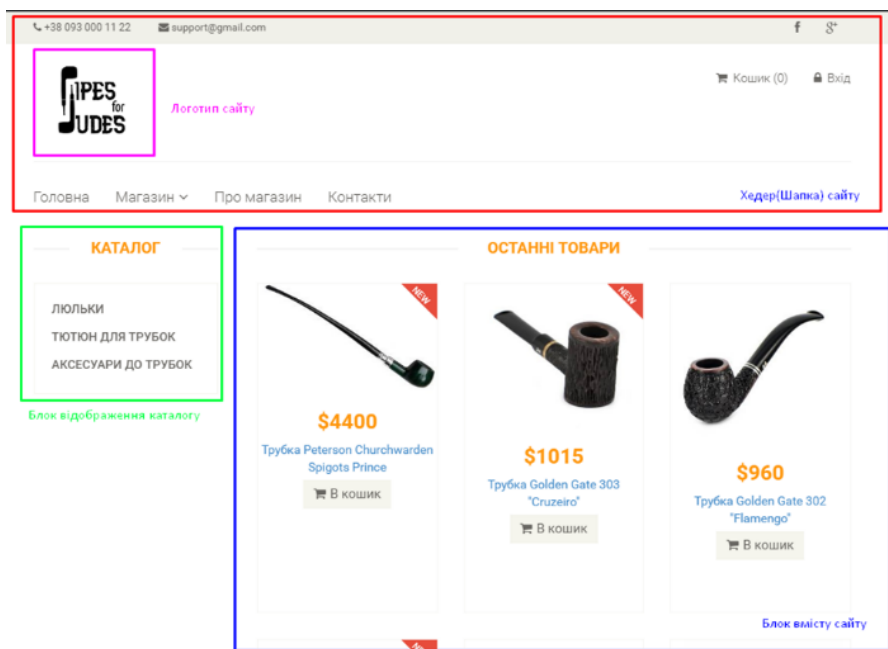 +38 093 000 11 22 support@gmail.com f g+
PIPES
for
DUDES
Логотип сайту
Кошик (0) Вхід
Головна Магазин Про магазин Контакти
Хедер(Шапка) сайту
КАТАЛОГ
ЛЮЛЬКИ
ТЮТЮН ДЛЯ ТРУБОК
АКСЕСУАРИ ДО ТРУБОК
Блок відображення каталогу
ОСТАННІ ТОВАРИ
NEW
$4400
Трубка Peterson Churchwarden
Spigots Prince
В кошик
NEW
$1015
Трубка Golden Gate 303
"Cruzeiro"
В кошик
$960
Трубка Golden Gate 302
"Flamengo"
В кошик
Блок вмісту сайту
NEW